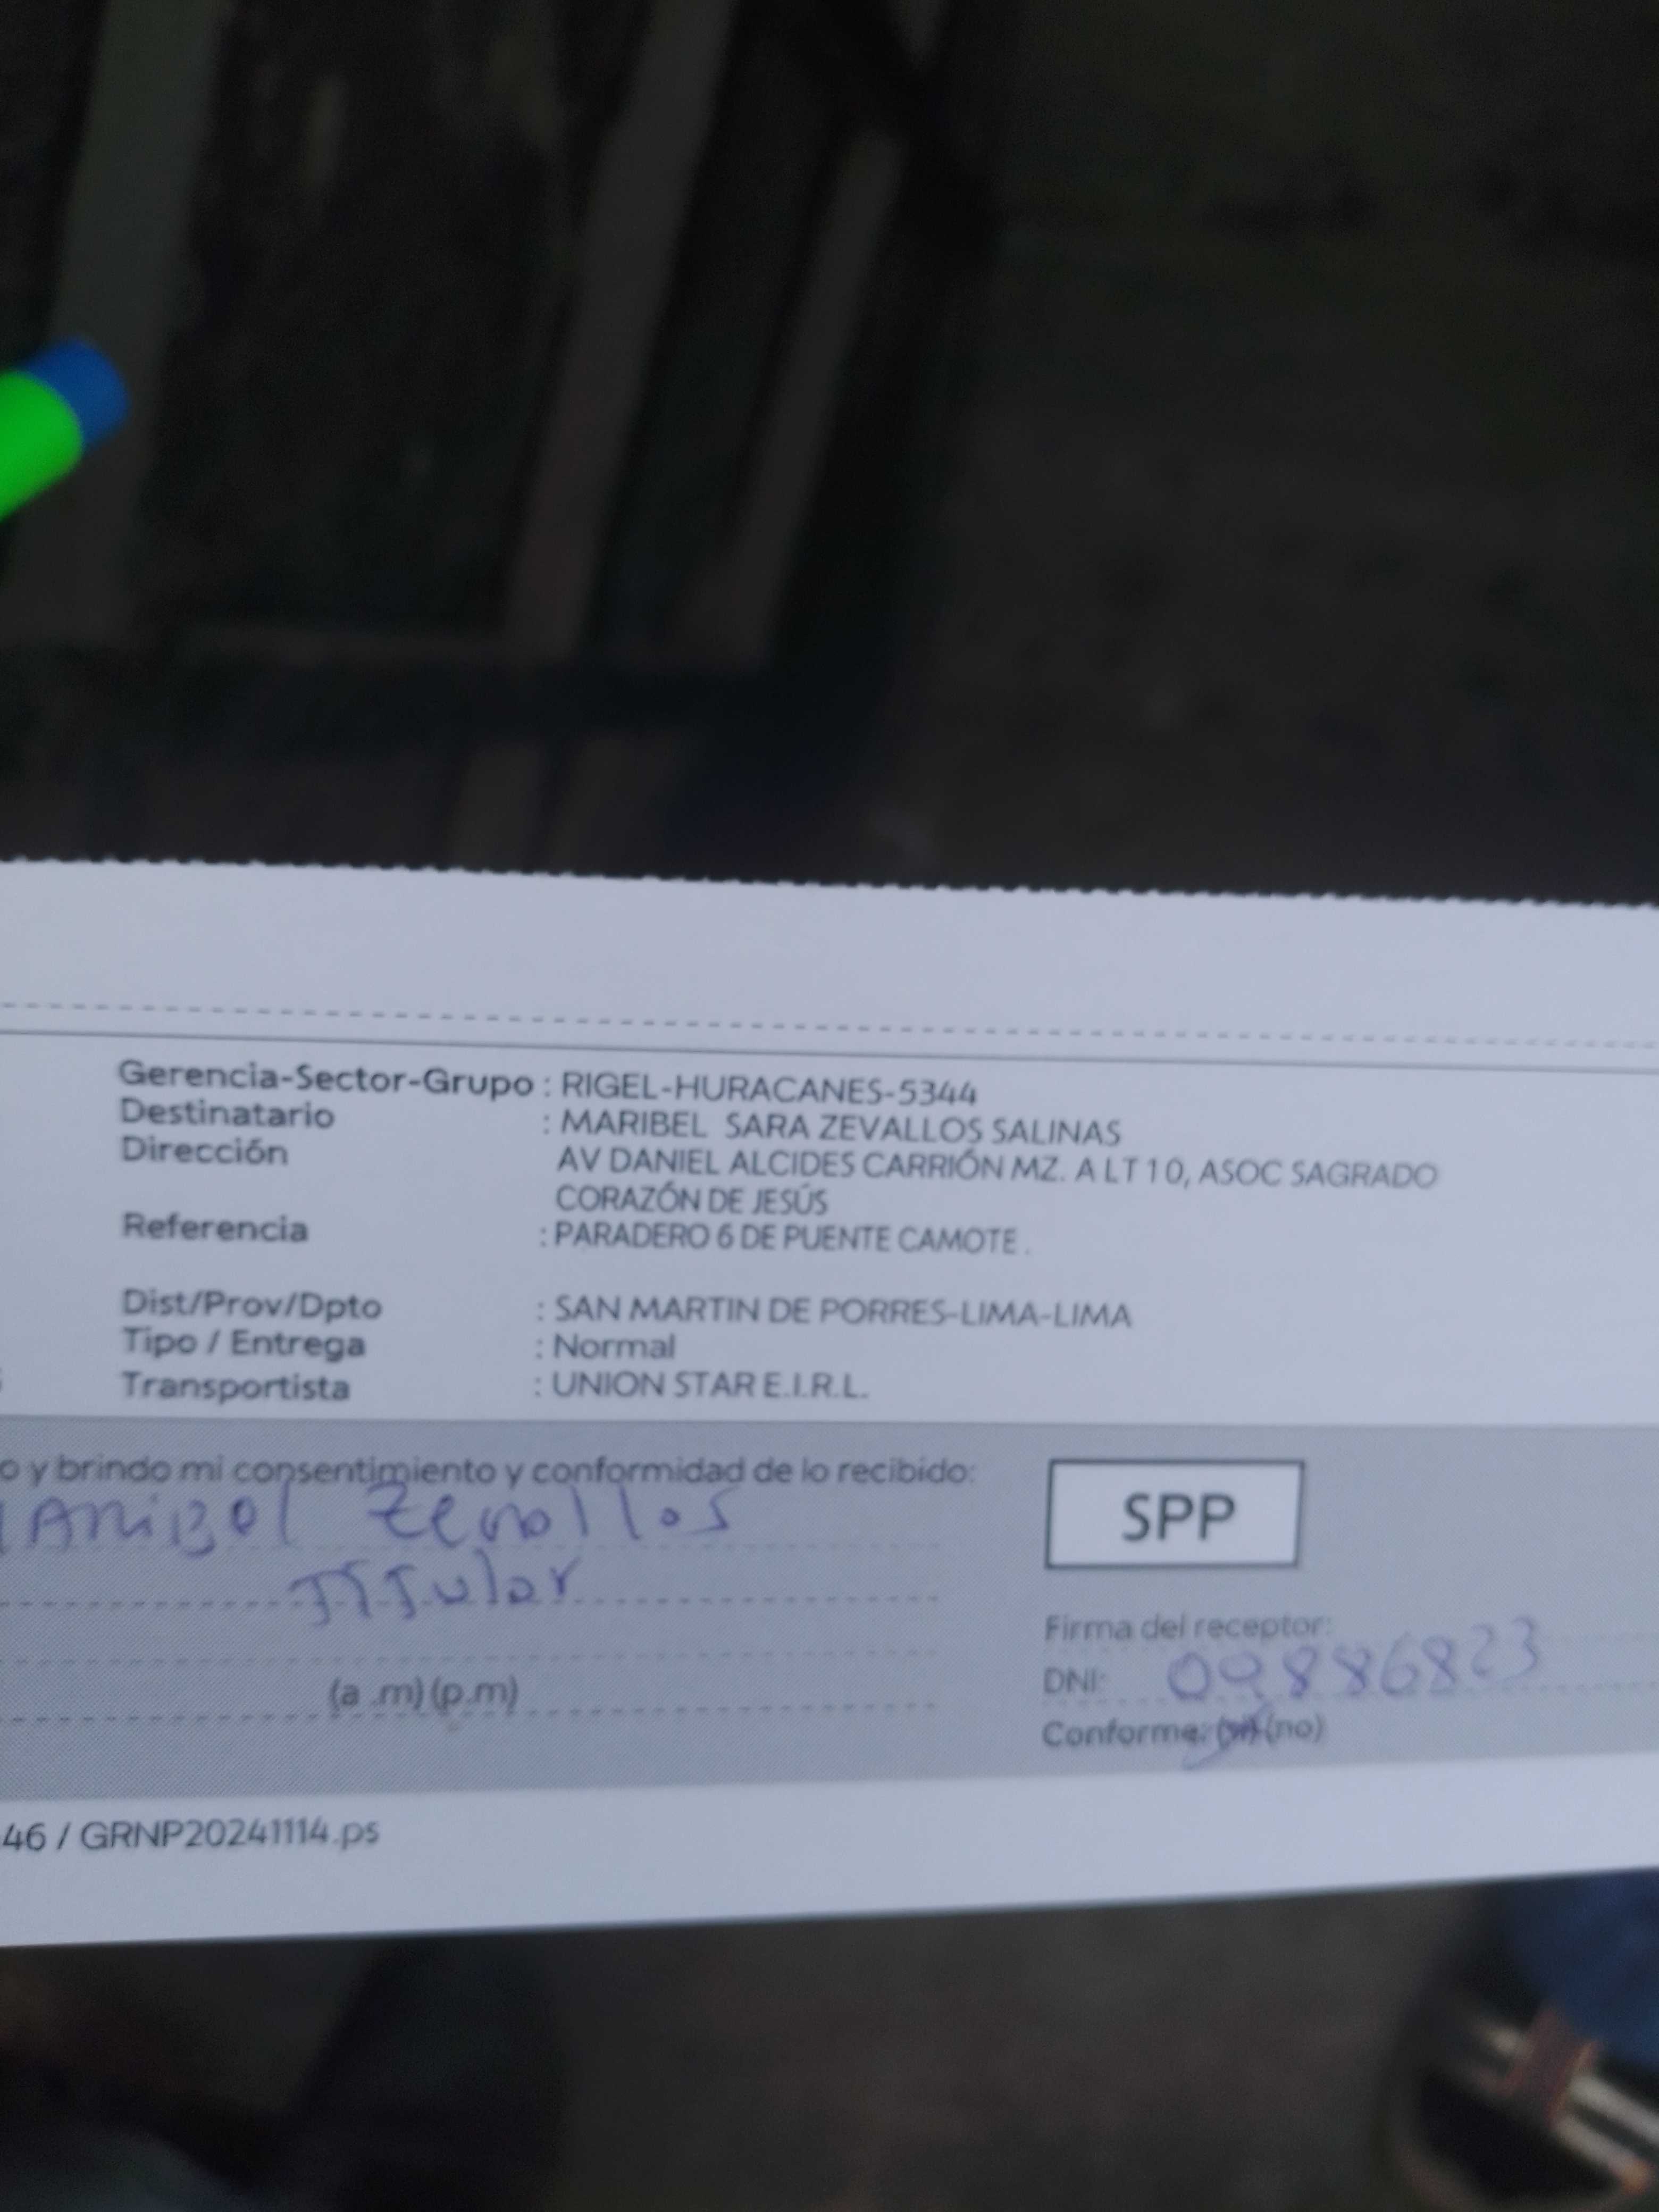 Gerencia-Sector-Grupo : RIGEL-HURACANES-5344
Destinatario : MARIBEL SARA ZEVALLOS SALINAS
Dirección AV DANIEL ALCIDES CARRIÓN MZ. A LT 10, ASOC SAGRADO
CORAZÓN DE JESÚS
Referencia : PARADERO 6 DE PUENTE CAMOTE .
Dist/Prov/Dpto : SAN MARTIN DE PORRES-LIMA-LIMA
Tipo / Entrega : Normal
Transportista : UNION STAR E.I.R.L.
o y brindo mi consentimiento y conformidad de lo recibido:
Zevallos
Titular
(a .m) (p.m)
SPP
Firma del receptor:
DNI: 09886823
Conforme: (si) (no)
46 / GRNP20241114.ps